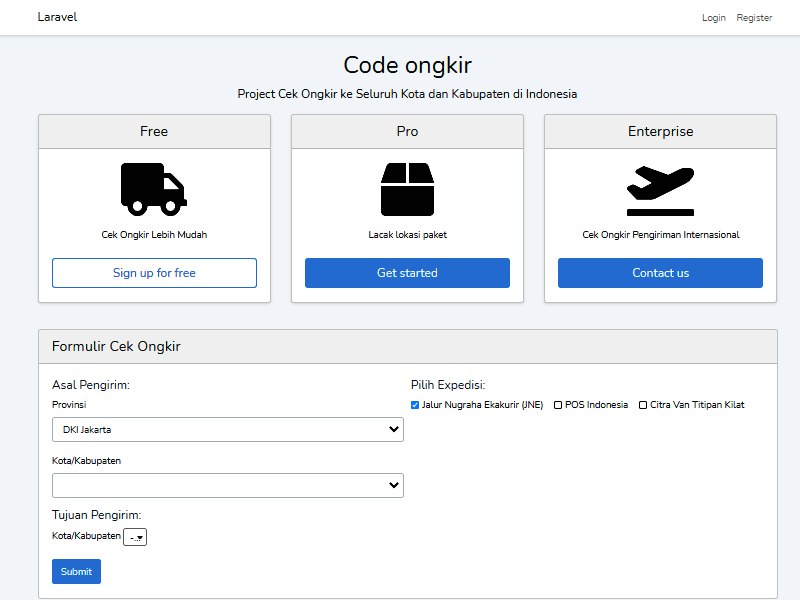 Laravel
Login Register
Code ongkir
Project Cek Ongkir ke Seluruh Kota dan Kabupaten di Indonesia
Free
Cek Ongkir Lebih Mudah
Sign up for free
Pro
Lacak lokasi paket
Get started
Enterprise
Cek Ongkir Pengiriman Internasional
Contact us
Formulir Cek Ongkir
Asal Pengirim:
Provinsi
DKI Jakarta
Kota/Kabupaten
Tujuan Pengirim:
Kota/Kabupaten -..
Submit
Pilih Expedisi:
Jalur Nugraha Ekakurir (JNE) POS Indonesia Citra Van Titipan Kilat